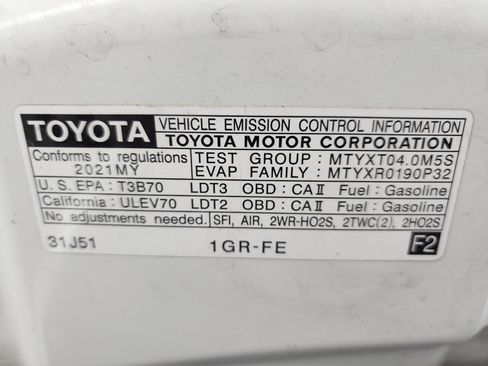 TOYOTA VEHICLE EMISSION CONTROL INFORMATION
TOYOTA MOTOR CORPORATION
Conforms to regulations TEST GROUP : MTYXT04.0M5S
2021MY EVAP FAMILY : MTYXR0190P32
U.S. EPA : T3B70 LDT3 OBD : CAⅡ Fuel : Gasoline
California : ULEV70 LDT2 OBD : CAⅡ Fuel : Gasoline
No adjustments needed. SFI, AIR, 2WR-HO2S, 2TWC(2), 2HO2S
31J51 1GR-FE F2